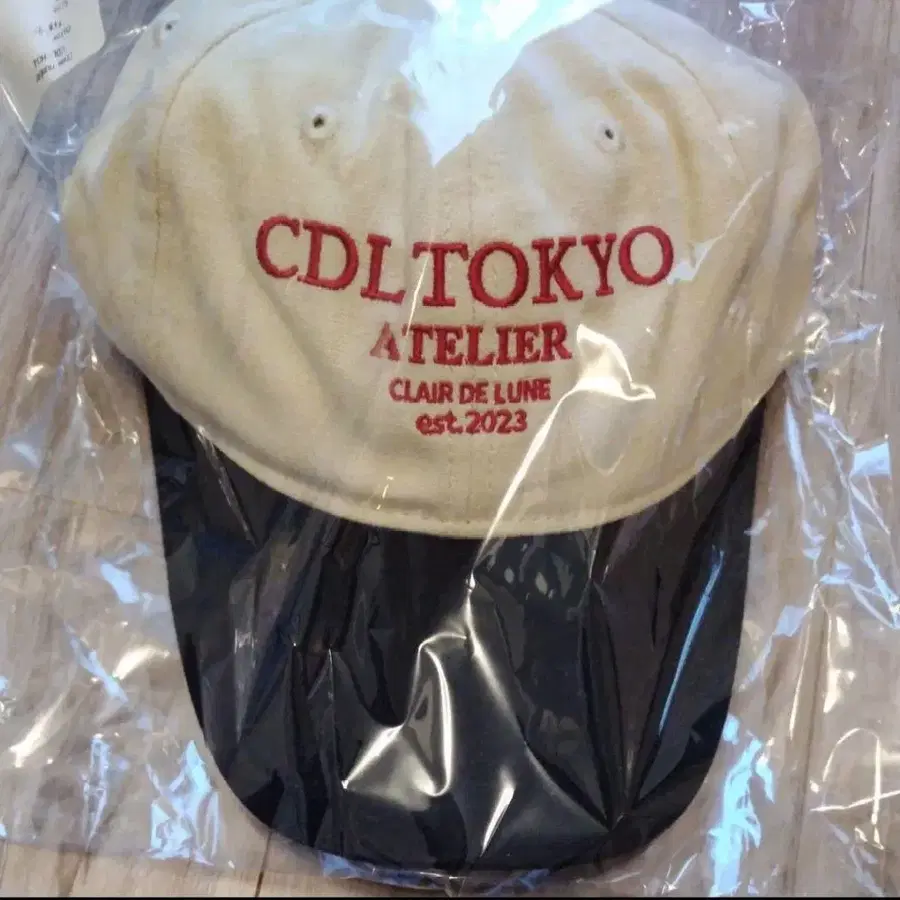 CDLTOKYO
ATELIER
CLAIR DE LUNE
est.2023